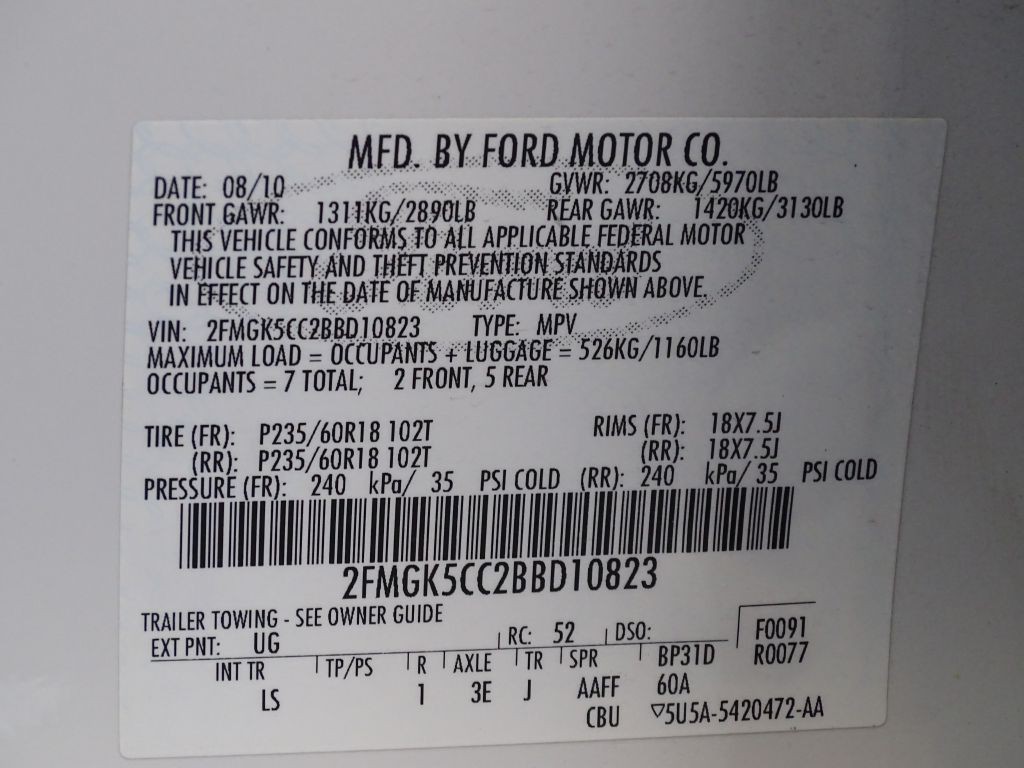 MFD. BY FORD MOTOR CO.
DATE: 08/10 GVWR: 2708KG/5970LB
FRONT GAWR: 1311KG/2890LB REAR GAWR: 1420KG/3130LB
THIS VEHICLE CONFORMS TO ALL APPLICABLE FEDERAL MOTOR
VEHICLE SAFETY AND THEFT PREVENTION STANDARDS
IN EFFECT ON THE DATE OF MANUFACTURE SHOWN ABOVE.
VIN: 2FMGK5CC2BBD10823 TYPE: MPV
MAXIMUM LOAD = OCCUPANTS + LUGGAGE = 526KG/1160LB
OCCUPANTS = 7 TOTAL; 2 FRONT, 5 REAR
TIRE (FR): P235/60R18 102T RIMS (FR): 18X7.5J
(RR): P235/60R18 102T (RR): 18X7.5J
PRESSURE (FR): 240 kPa/ 35 PSI COLD (RR): 240 kPa/ 35 PSI COLD
2FMGK5CC2BBD10823
TRAILER TOWING - SEE OWNER GUIDE
EXT PNT: UG RC: 52 DSO: F0091
INT TR TP/PS R AXLE TR SPR BP31D R0077
LS 1 3E J AAFF 60A
CBU ▽5U5A-5420472-AA